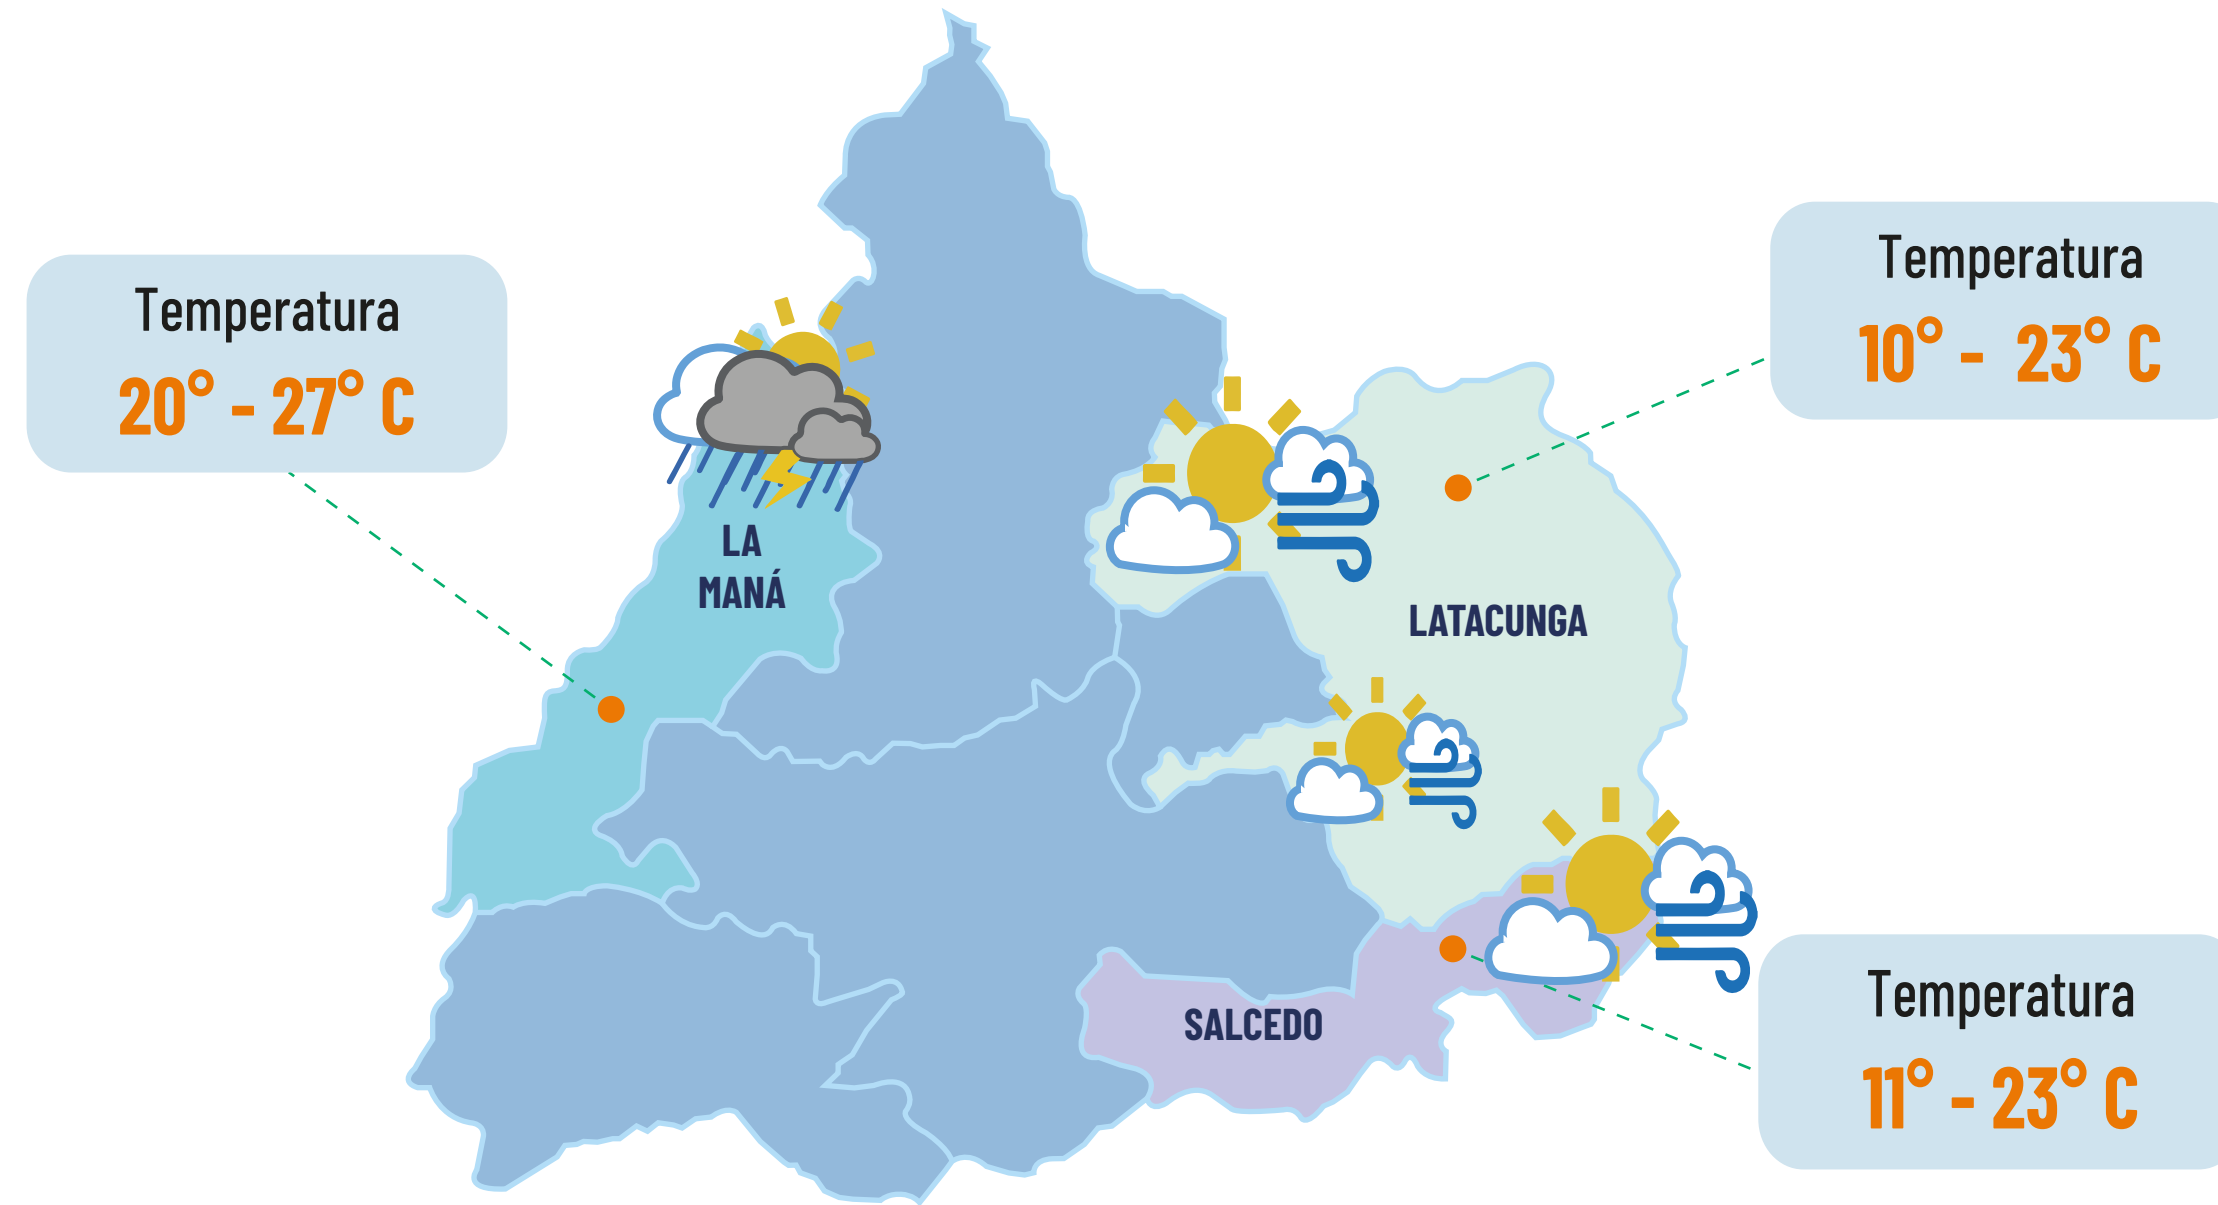 Temperatura
20° - 27° C
Temperatura
10° - 23° C
LA
MANÁ
LATACUNGA
SALCEDO
Temperatura
11° - 23° C